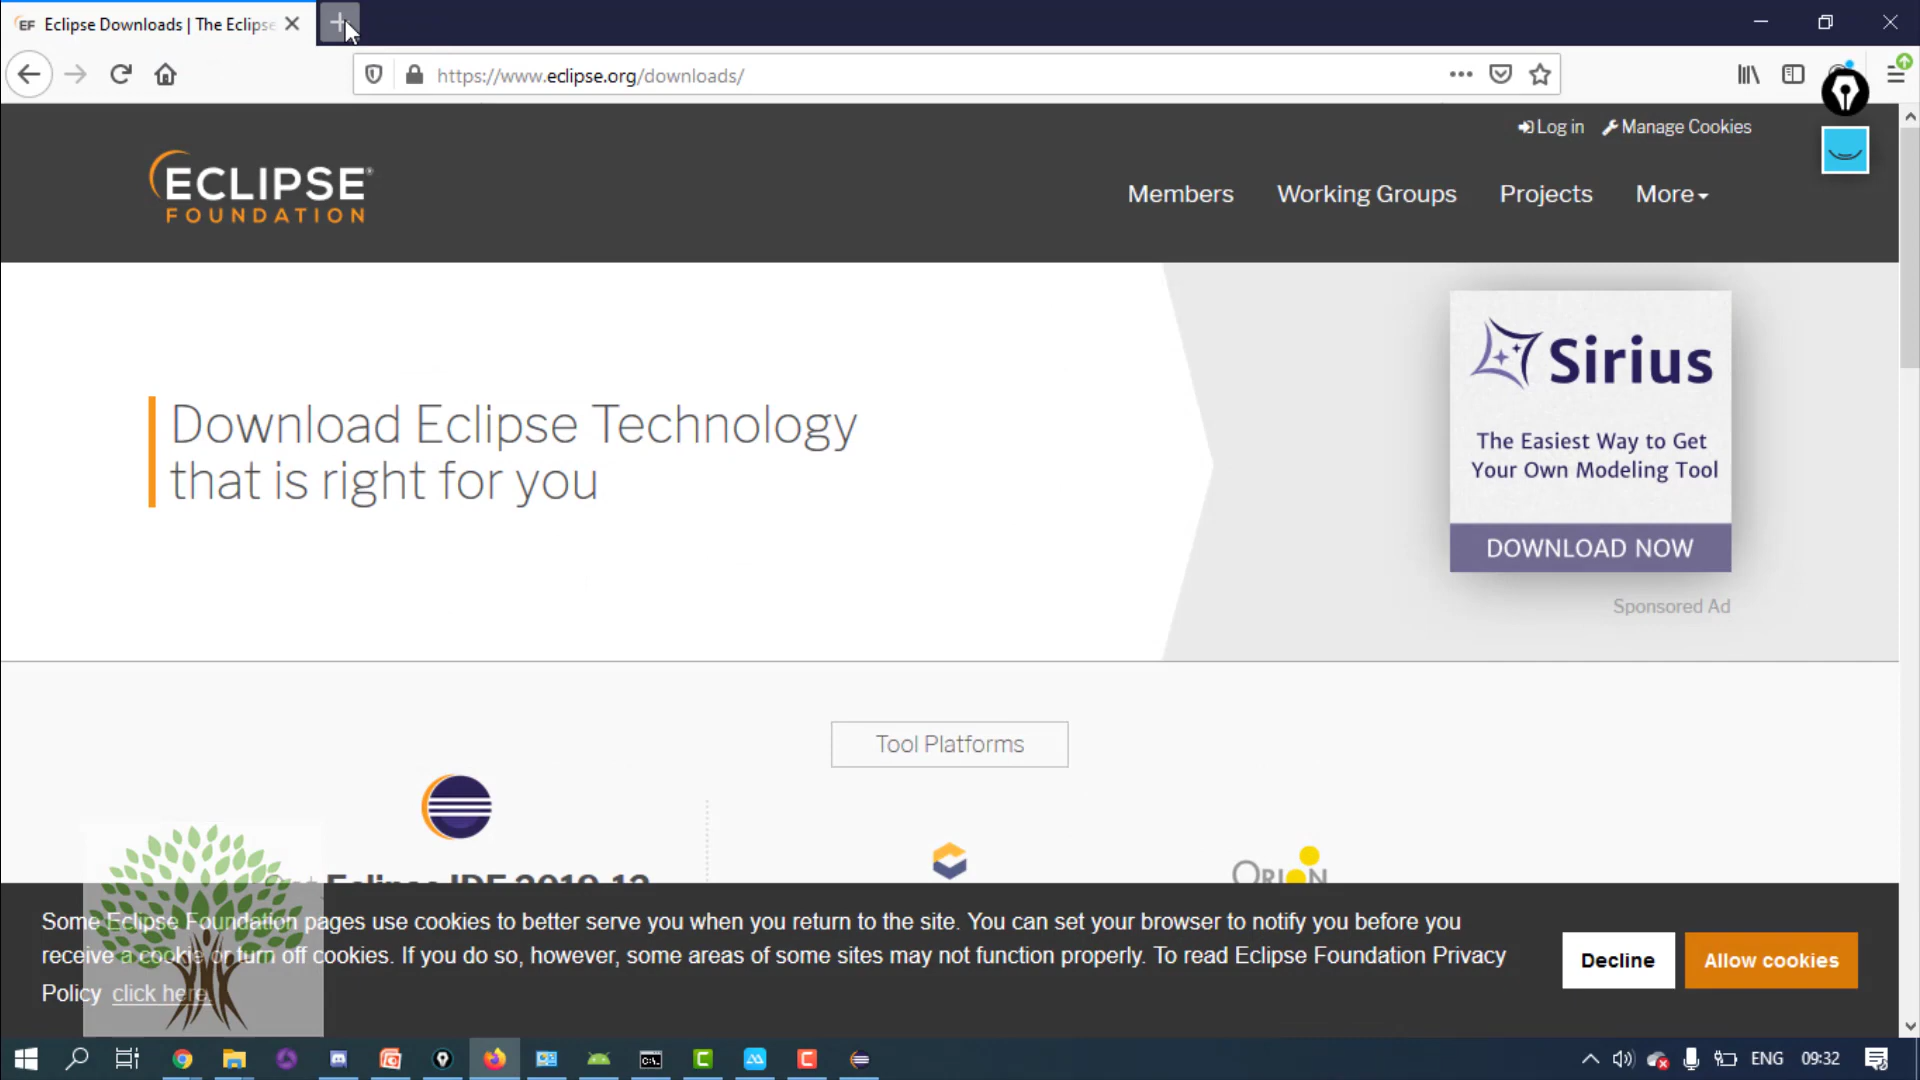 EF Eclipse Downloads | The Eclipse
https://www.eclipse.org/downloads/
Log in Manage Cookies
ECLIPSE
FOUNDATION
Members Working Groups Projects More
Sirius
The Easiest Way to Get
Your Own Modeling Tool
DOWNLOAD NOW
Sponsored Ad
Download Eclipse Technology
that is right for you
Tool Platforms
Eclipse IDE
ORION
Some Eclipse Foundation pages use cookies to better serve you when you return to the site. You can set your browser to notify you before you
receive a cookie or turn off cookies. If you do so, however, some areas of some sites may not function properly. To read Eclipse Foundation Privacy
Policy click here.
Decline
Allow cookies
ENG 09:32